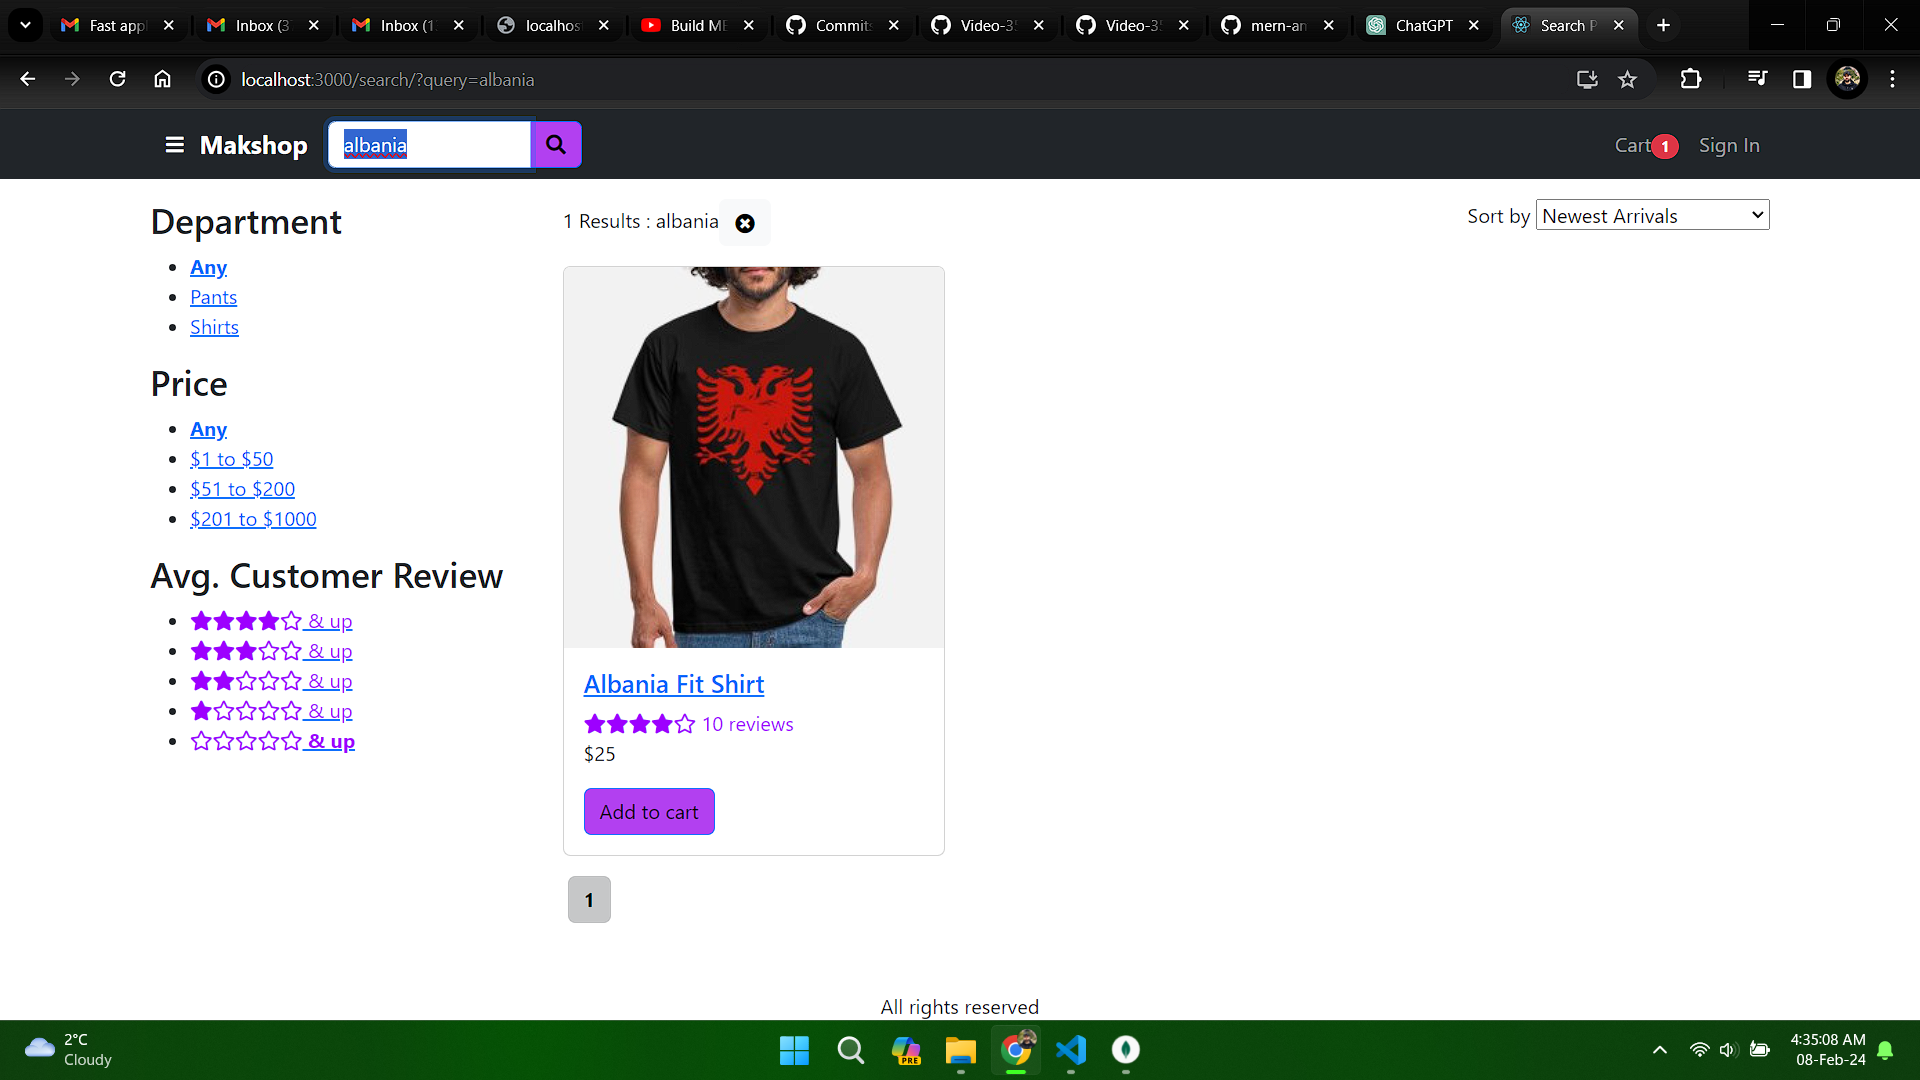 Fast appl
Inbox (3
Inbox (1
localhos
Build ME
Commits
Video-3
Video-3
mern-an
ChatGPT
Search P
localhost:3000/search/?query=albania
Makshop
albania
Cart 1
Sign In
Department
Any
Pants
Shirts
Price
Any
$1 to $50
$51 to $200
$201 to $1000
Avg. Customer Review
& up
& up
& up
& up
& up
1 Results : albania
Sort by Newest Arrivals
Albania Fit Shirt
10 reviews
$25
Add to cart
1
All rights reserved
2°C
Cloudy
PRE
4:35:08 AM
08-Feb-24